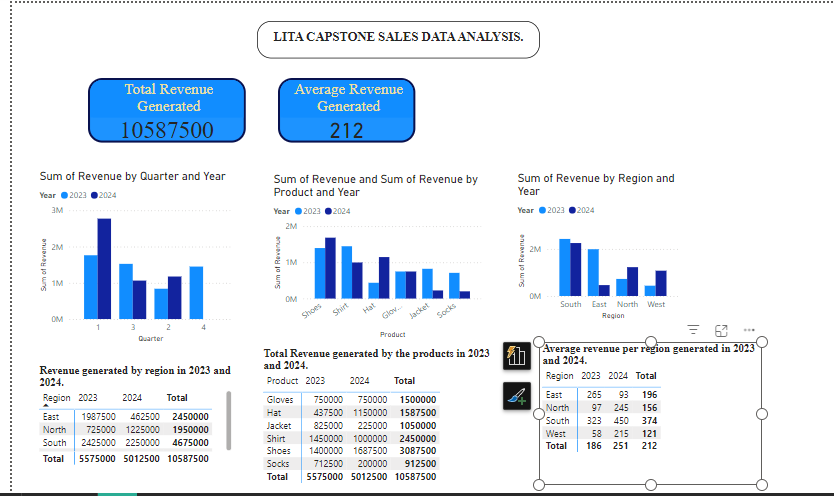 LITA CAPSTONE SALES DATA ANALYSIS.
Total Revenue
Generated
10587500
Average Revenue
Generated
212
Sum of Revenue by Quarter and Year
Year 2023 2024
3M
2M
1M
0M
Sum of Revenue
1 3 2 4
Quarter
Sum of Revenue and Sum of Revenue by
Product and Year
Year 2023 2024
2M
1M
0M
Sum of Revenue
Shoes Shirt Hat Glov... Jacket Socks
Product
Sum of Revenue by Region and
Year
Year 2023 2024
2M
0M
Sum of Revenue
South East North West
Region
Revenue generated by region in 2023 and
2024.
Region 2023 2024 Total
East 1987500 462500 2450000
North 725000 1225000 1950000
South 2425000 2250000 4675000
Total 5575000 5012500 10587500
Total Revenue generated by the products in 2023
and 2024.
Product 2023 2024 Total
Gloves 750000 750000 1500000
Hat 437500 1150000 1587500
Jacket 825000 225000 1050000
Shirt 1450000 1000000 2450000
Shoes 1400000 1687500 3087500
Socks 712500 200000 912500
Total 5575000 5012500 10587500
Average revenue per region generated in 2023
and 2024.
Region 2023 2024 Total
East 265 93 196
North 97 245 156
South 323 450 374
West 58 215 121
Total 186 251 212